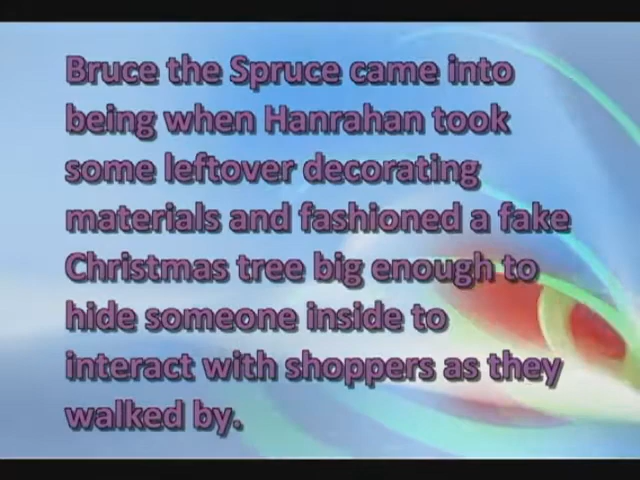 Bruce the Spruce came into
being when Hanrahan took
some leftover decorating
materials and fashioned a fake
Christmas tree big enough to
hide someone inside to
interact with shoppers as they
walked by.